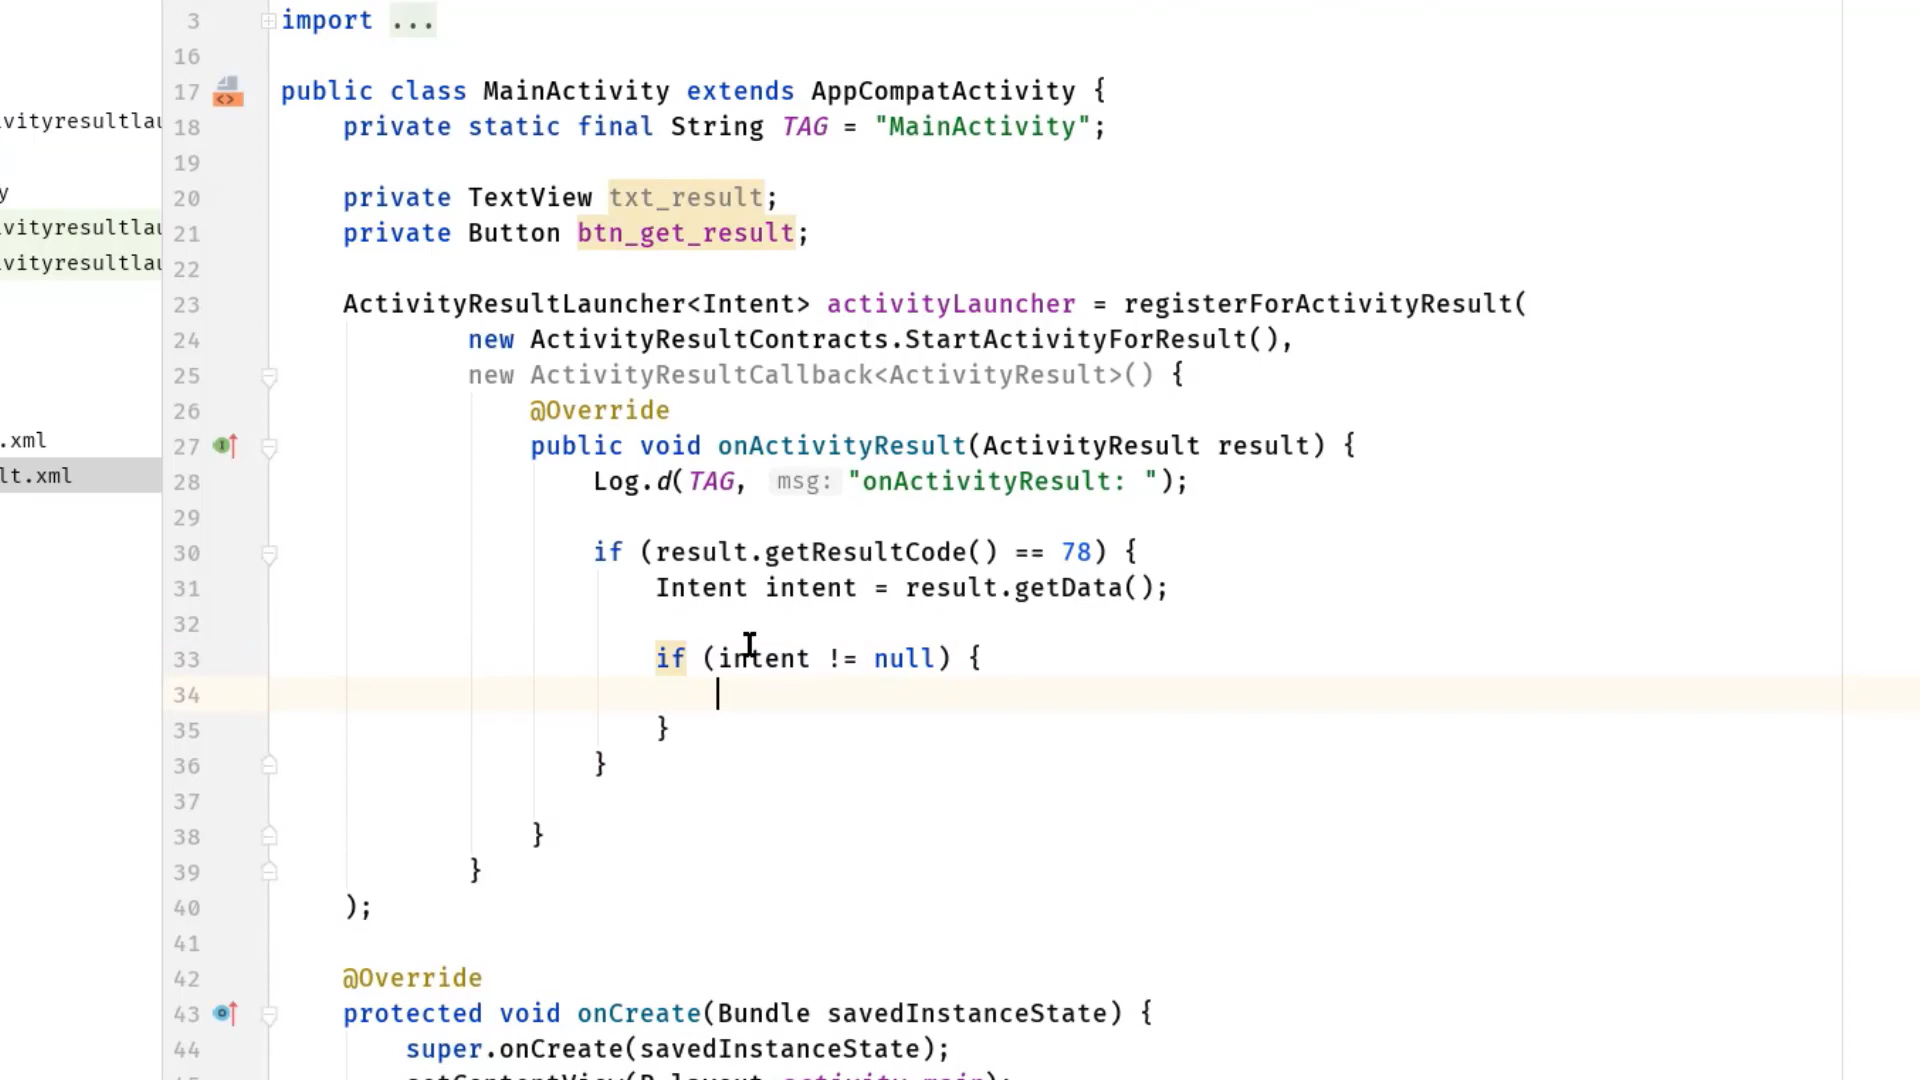 3 import ...
16
17 public class MainActivity extends AppCompatActivity {
vityresultlau
18 private static final String TAG = "MainActivity";
19
y
20 private TextView txt_result;
vityresultlau
21 private Button btn_get_result;
vityresultlau
22
23 ActivityResultLauncher<Intent> activityLauncher = registerForActivityResult(
24 new ActivityResultContracts.StartActivityForResult(),
25 new ActivityResultCallback<ActivityResult>() {
26 @Override
.xml
27 public void onActivityResult(ActivityResult result) {
lt.xml
28 Log.d(TAG, msg: "onActivityResult: ");
29
30 if (result.getResultCode() == 78) {
31 Intent intent = result.getData();
32
33 if (intent != null) {
34
35 }
36 }
37
38 }
39 }
40 );
41
42 @Override
43 protected void onCreate(Bundle savedInstanceState) {
44 super.onCreate(savedInstanceState);